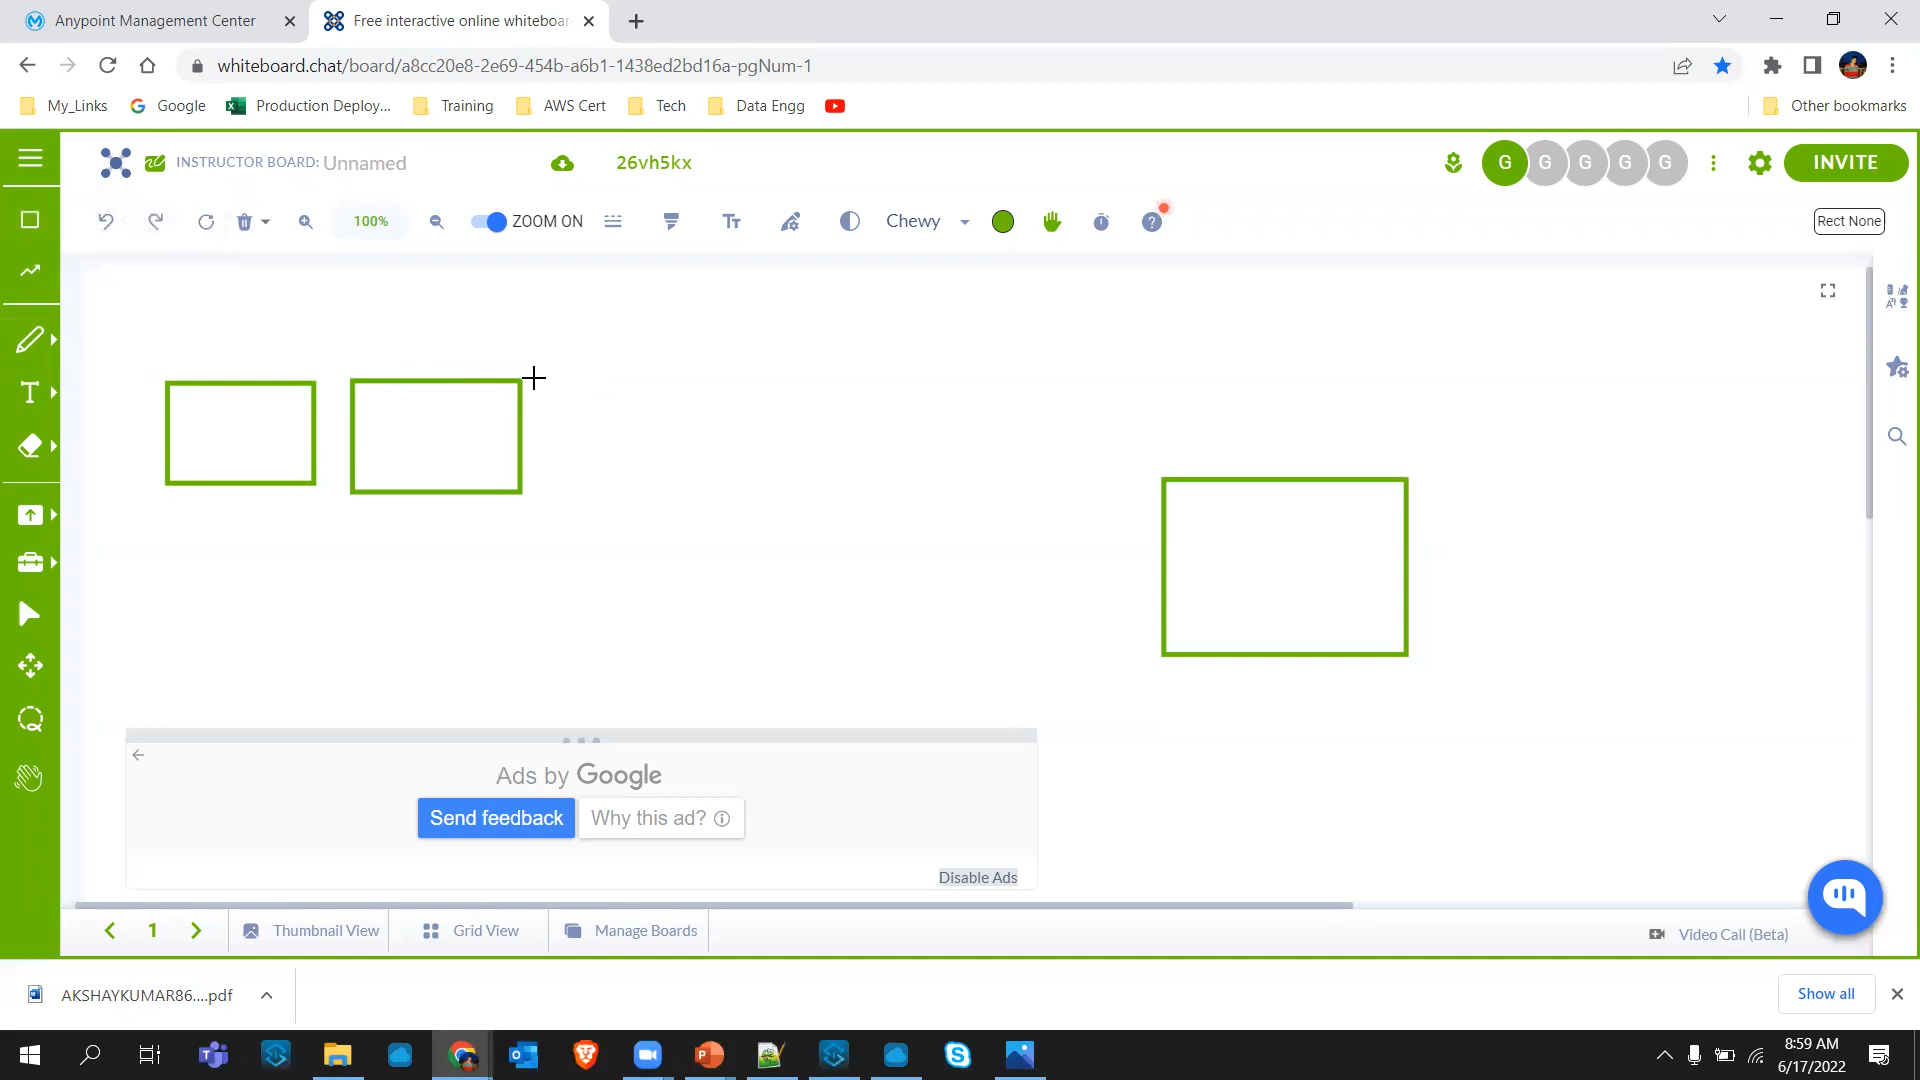 Anypoint Management Center
Free interactive online whiteboar
whiteboard.chat/board/a8cc20e8-2e69-454b-a6b1-1438ed2bd16a-pgNum-1
My_Links
Google
Production Deploy...
Training
AWS Cert
Tech
Data Engg
Other bookmarks
INSTRUCTOR BOARD: Unnamed
26vh5kx
G
G
G
G
G
INVITE
100%
ZOOM ON
Chewy
Rect None
Ads by Google
Send feedback
Why this ad?
Disable Ads
1
Thumbnail View
Grid View
Manage Boards
Video Call (Beta)
AKSHAYKUMAR86....pdf
Show all
8:59 AM
6/17/2022